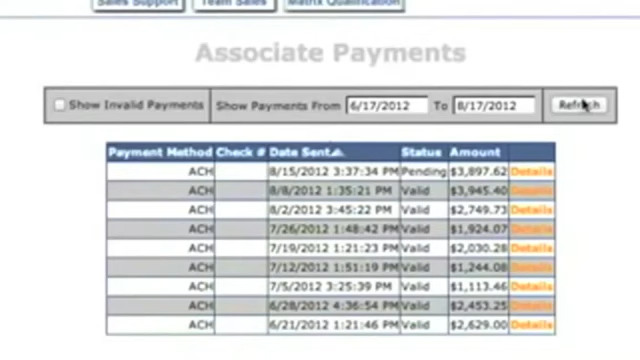 Sales Support Team Sales Matrix Qualification
Associate Payments
Show Invalid Payments Show Payments From 6/17/2012 To 8/17/2012 Refresh
Payment Method Check # Date Sent Status Amount
ACH 8/15/2012 3:37:34 PM Pending $3,897.62 Details
ACH 8/8/2012 1:35:21 PM Valid $3,945.40 Details
ACH 8/2/2012 3:45:22 PM Valid $2,749.73 Details
ACH 7/26/2012 1:48:42 PM Valid $1,924.07 Details
ACH 7/19/2012 1:21:23 PM Valid $2,030.28 Details
ACH 7/12/2012 1:51:19 PM Valid $1,244.08 Details
ACH 7/5/2012 3:25:39 PM Valid $1,113.46 Details
ACH 6/28/2012 4:36:54 PM Valid $2,453.25 Details
ACH 6/21/2012 1:21:46 PM Valid $2,629.00 Details